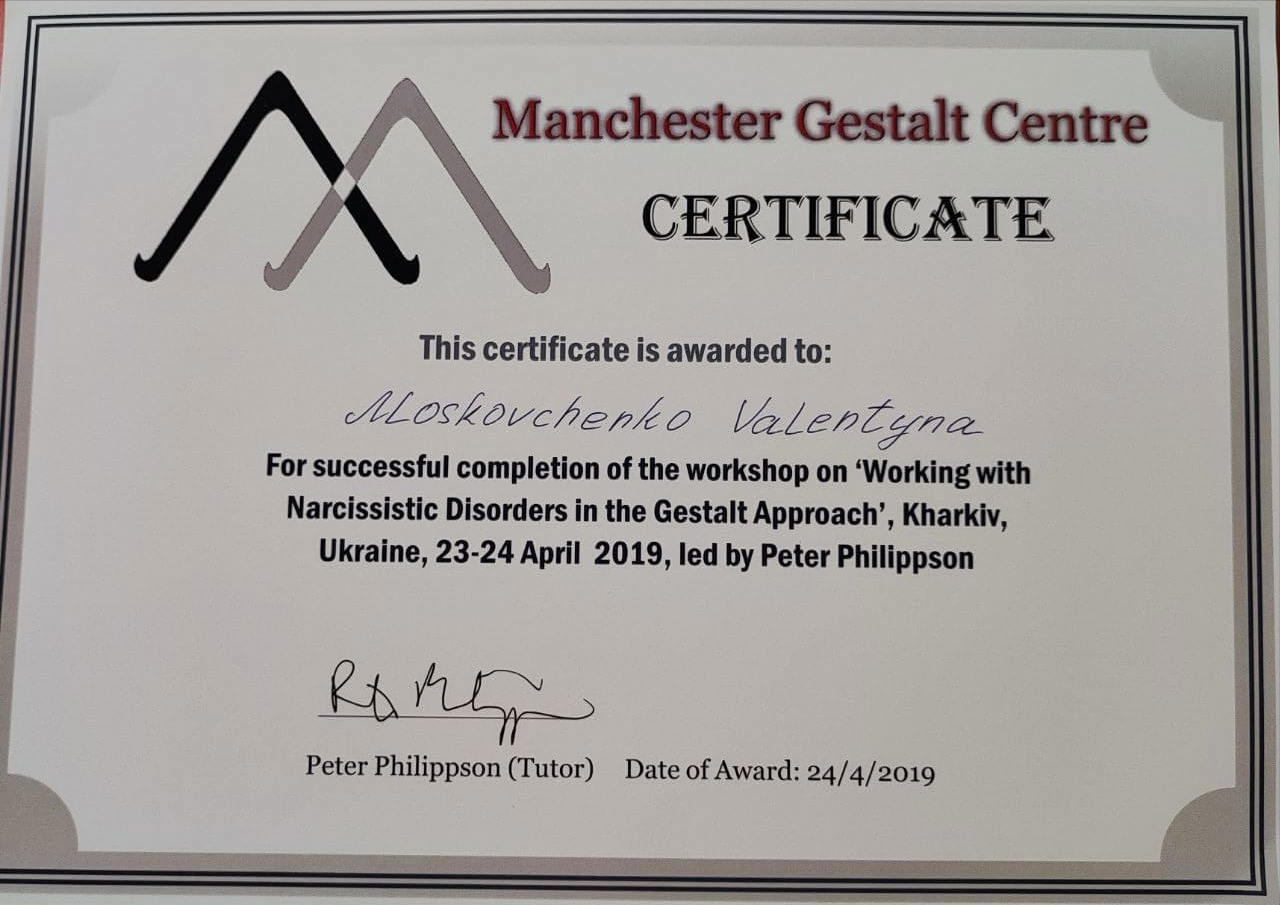 Manchester Gestalt Centre
CERTIFICATE
This certificate is awarded to:
Moskovchenko Valentyna
For successful completion of the workshop on ‘Working with
Narcissistic Disorders in the Gestalt Approach’, Kharkiv,
Ukraine, 23-24 April 2019, led by Peter Philippson
Peter Philippson (Tutor) Date of Award: 24/4/2019